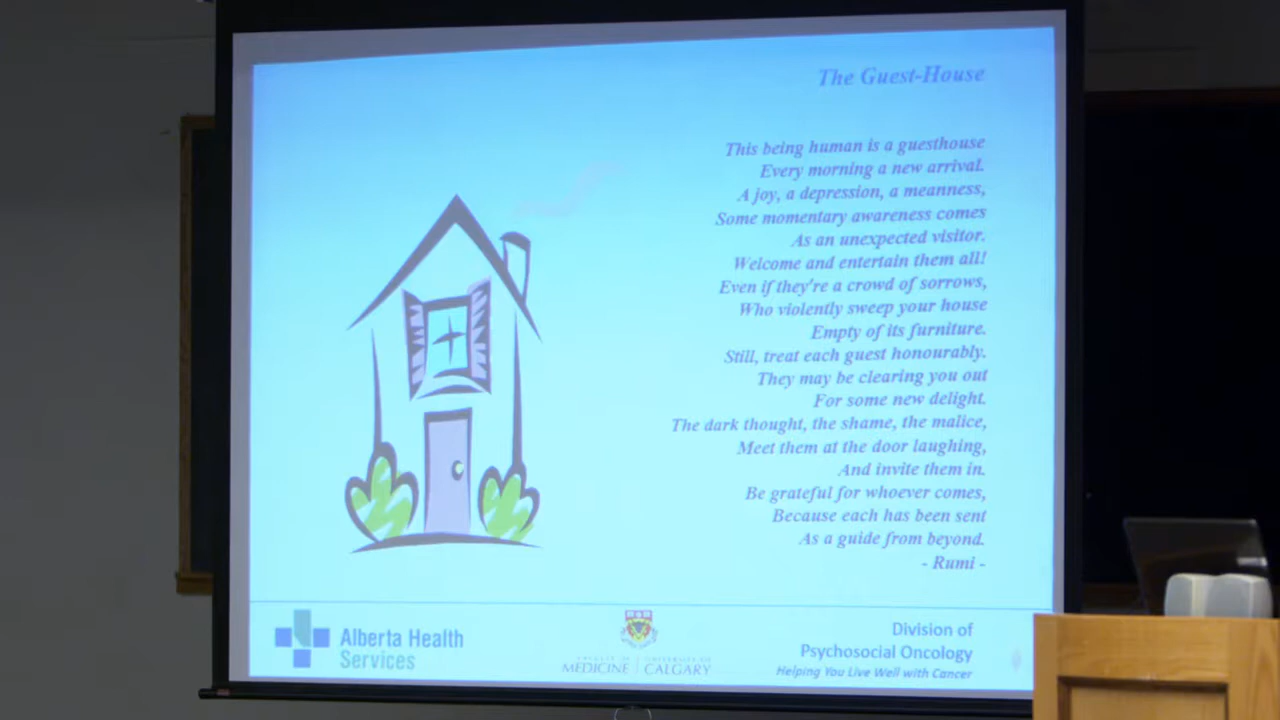 The Guest-House
This being human is a guesthouse
Every morning a new arrival.
A joy, a depression, a meanness,
Some momentary awareness comes
As an unexpected visitor.
Welcome and entertain them all!
Even if they're a crowd of sorrows,
Who violently sweep your house
Empty of its furniture.
Still, treat each guest honourably.
They may be clearing you out
For some new delight.
The dark thought, the shame, the malice,
Meet them at the door laughing,
And invite them in.
Be grateful for whoever comes,
Because each has been sent
As a guide from beyond.
- Rumi -
Alberta Health
Services
MEDICINE | CALGARY
Division of
Psychosocial Oncology
Helping You Live Well with Cancer